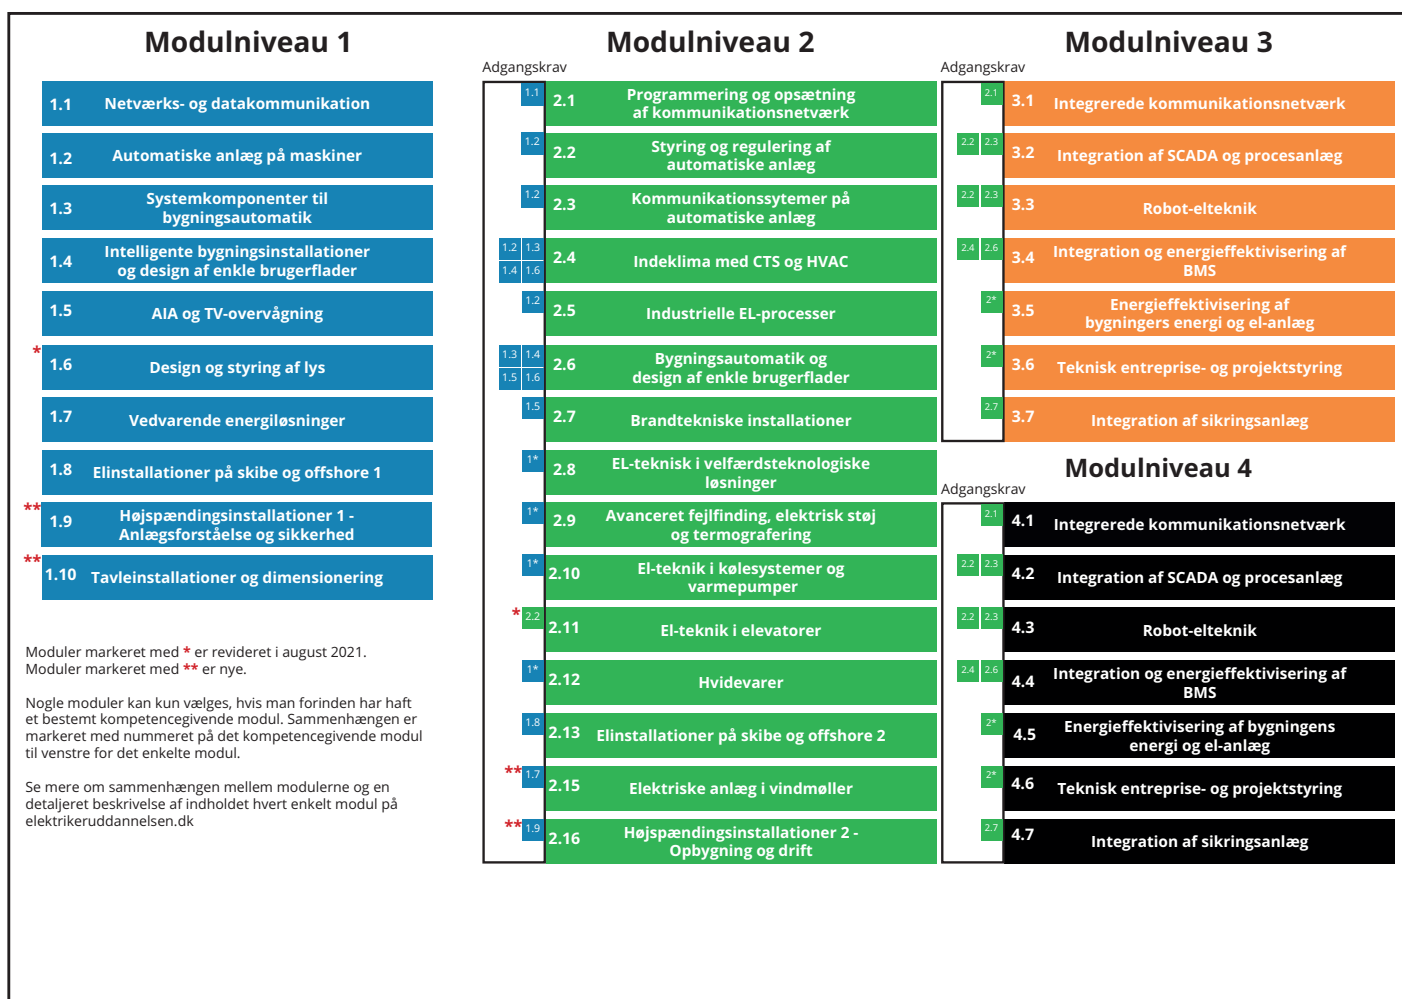 Modulniveau 1
1.1 Netværks- og datakommunikation
1.2 Automatiske anlæg på maskiner
1.3 Systemkomponenter til
bygningsautomatik
1.4 Intelligente bygningsinstallationer
og design af enkle brugerflader
1.5 AIA og TV-overvågning
* 1.6 Design og styring af lys
1.7 Vedvarende energiløsninger
1.8 Elinstallationer på skibe og offshore 1
** 1.9 Højspændingsinstallationer 1 -
Anlægsforståelse og sikkerhed
** 1.10 Tavleinstallationer og dimensionering
Moduler markeret med * er revideret i august 2021.
Moduler markeret med ** er nye.
Nogle moduler kan kun vælges, hvis man forinden har haft
et bestemt kompetencegivende modul. Sammenhængen er
markeret med nummeret på det kompetencegivende modul
til venstre for det enkelte modul.
Se mere om sammenhængen mellem modulerne og en
detaljeret beskrivelse af indholdet hvert enkelt modul på
elektrikeruddannelsen.dk
Modulniveau 2
Adgangskrav
1.1 2.1 Programmering og opsætning
af kommunikationsnetværk
1.2 2.2 Styring og regulering af
automatiske anlæg
1.2 2.3 Kommunikationssytemer på
automatiske anlæg
1.2 1.3
1.4 1.6
2.4 Indeklima med CTS og HVAC
1.2 2.5 Industrielle EL-processer
1.3 1.4
1.5 1.6
2.6 Bygningsautomatik og
design af enkle brugerflader
1.5 2.7 Brandtekniske installationer
1* 2.8 EL-teknisk i velfærdsteknologiske
løsninger
1* 2.9 Avanceret fejlfinding, elektrisk støj
og termografering
1* 2.10 El-teknik i kølesystemer og
varmepumper
* 2.2 2.11 El-teknik i elevatorer
1* 2.12 Hvidevarer
1.8 2.13 Elinstallationer på skibe og offshore 2
** 1.7 2.15 Elektriske anlæg i vindmøller
** 1.9 2.16 Højspændingsinstallationer 2 -
Opbygning og drift
Modulniveau 3
Adgangskrav
2.1 3.1 Integrerede kommunikationsnetværk
2.2 2.3 3.2 Integration af SCADA og procesanlæg
2.2 2.3 3.3 Robot-elteknik
2.4 2.6 3.4 Integration og energieffektivisering af
BMS
2* 3.5 Energieffektivisering af
bygningers energi og el-anlæg
2* 3.6 Teknisk entreprise- og projektstyring
2.7 3.7 Integration af sikringsanlæg
Modulniveau 4
Adgangskrav
2.1 4.1 Integrerede kommunikationsnetværk
2.2 2.3 4.2 Integration af SCADA og procesanlæg
2.2 2.3 4.3 Robot-elteknik
2.4 2.6 4.4 Integration og energieffektivisering af
BMS
2* 4.5 Energieffektivisering af bygningens
energi og el-anlæg
2* 4.6 Teknisk entreprise- og projektstyring
2.7 4.7 Integration af sikringsanlæg